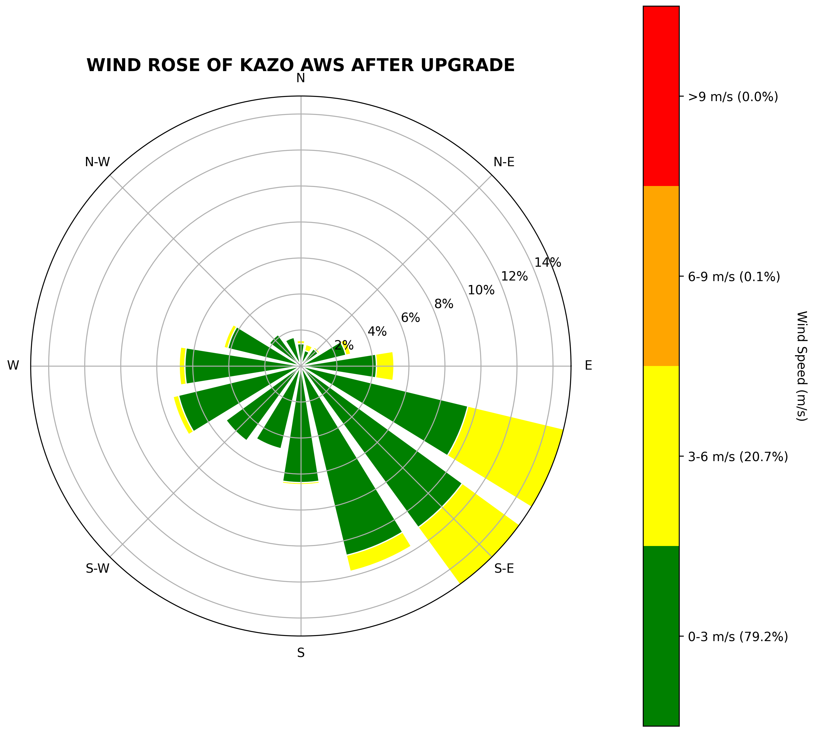 WIND ROSE OF KAZO AWS AFTER UPGRADE
N
N-W
N-E
14%
12%
10%
8%
6%
4%
2%
W
E
S-W
S-E
S
>9 m/s (0.0%)
6-9 m/s (0.1%)
3-6 m/s (20.7%)
0-3 m/s (79.2%)
Wind Speed (m/s)